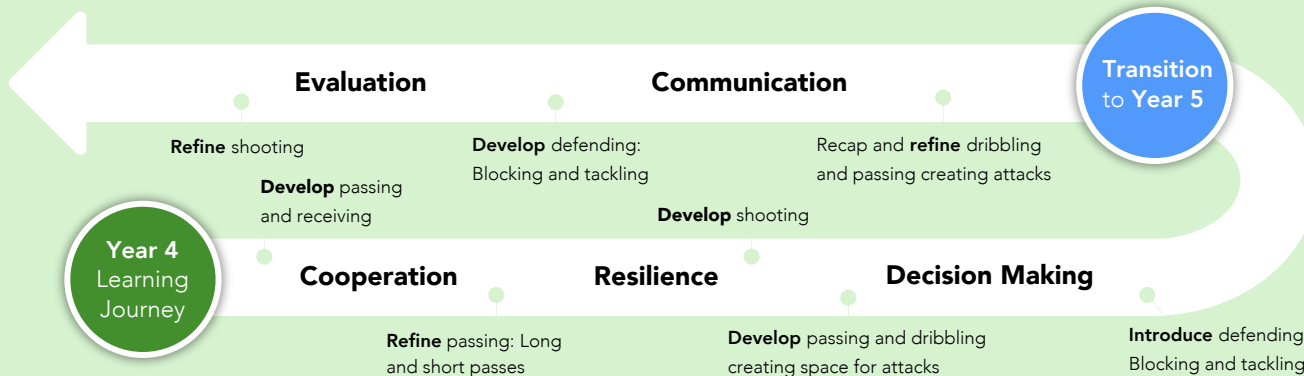 Evaluation
Communication
Transition
to Year 5
Refine shooting
Develop defending:
Blocking and tackling
Recap and refine dribbling
and passing creating attacks
Develop passing
and receiving
Develop shooting
Year 4
Learning
Journey
Cooperation
Resilience
Decision Making
Refine passing: Long
and short passes
Develop passing and dribbling
creating space for attacks
Introduce defending
Blocking and tackling